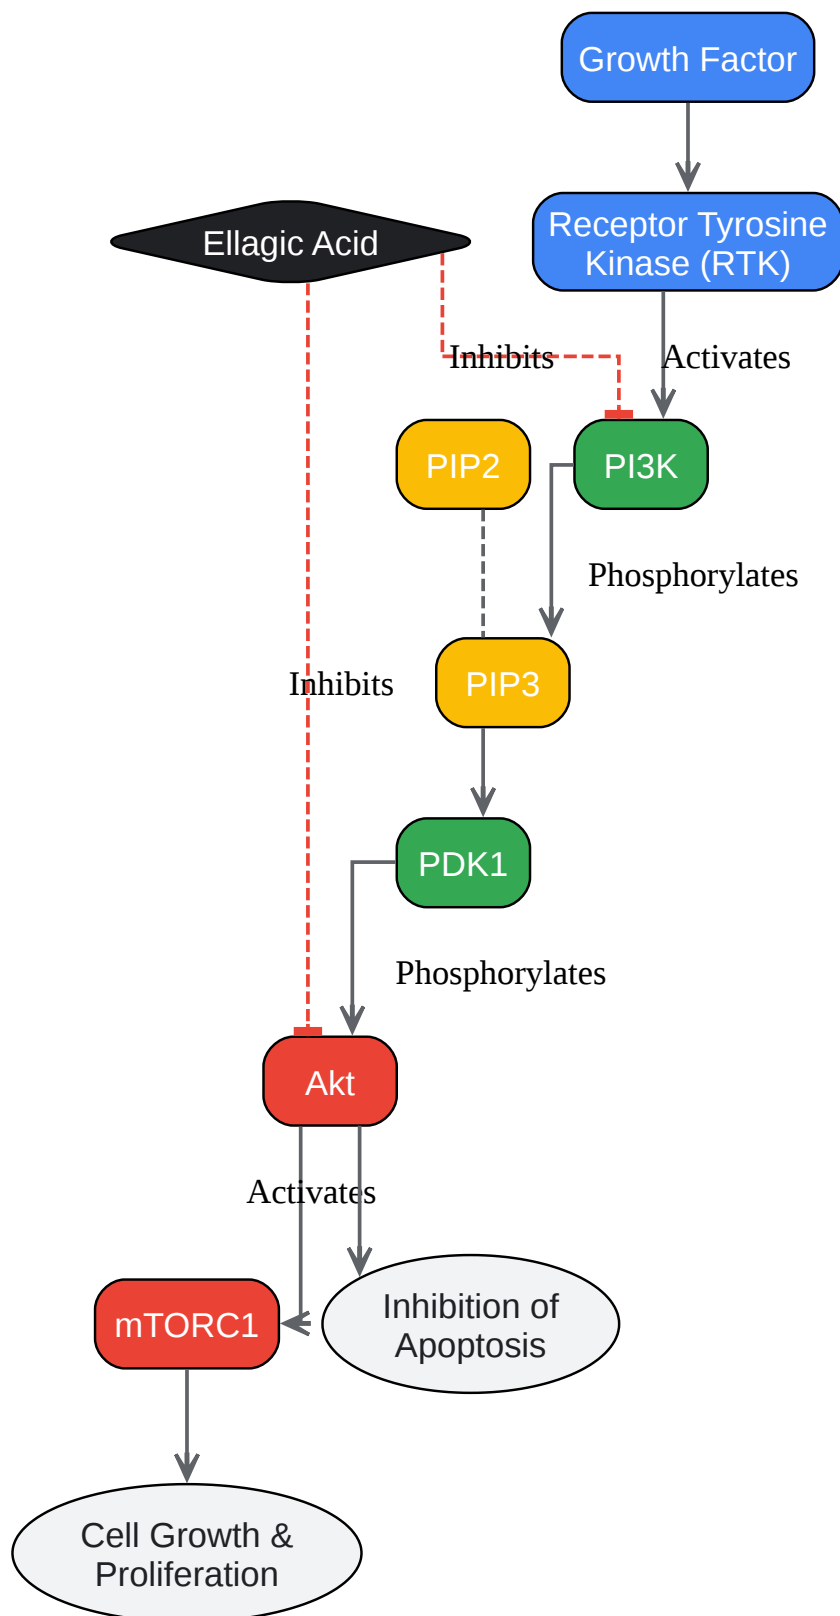 Growth Factor
Receptor Tyrosine
Kinase (RTK)
Ellagic Acid
Inhibits
Activates
PIP2
PI3K
Phosphorylates
Inhibits
PIP3
PDK1
Phosphorylates
Akt
Activates
mTORC1
Inhibition of
Apoptosis
Cell Growth &
Proliferation